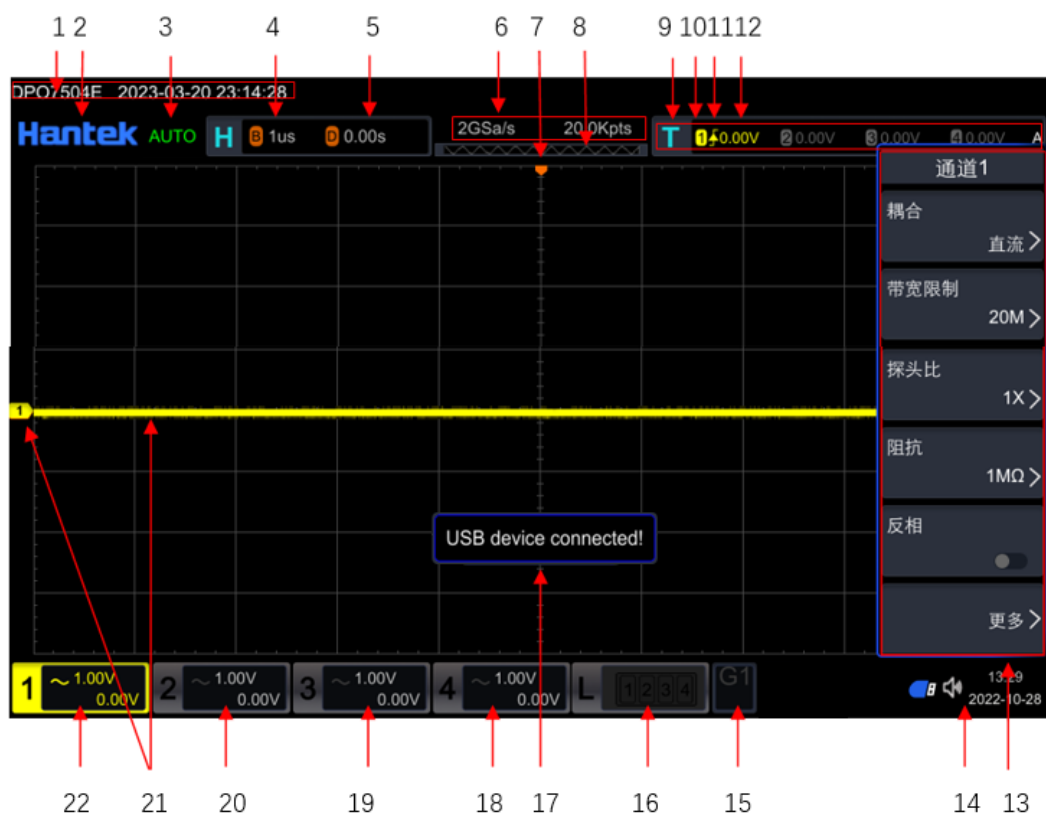 1 2 3 4 5 6 7 8 9 10 11 12
DPO7504E 2023-03-20 23:14:28
Hantek AUTO H B 1us D 0.00s 2GSa/s 20.0Kpts T 1 0.00V 2 0.00V 3 0.00V 4 0.00V A
通道1
耦合
直流
带宽限制
20M
探头比
1X
1
阻抗
1MΩ
反相
USB device connected!
更多
1 1.00V 0.00V 2 1.00V 0.00V 3 1.00V 0.00V 4 1.00V 0.00V L 1 2 3 4 G1
13:29
2022-10-28
22 21 20 19 18 17 16 15 14 13